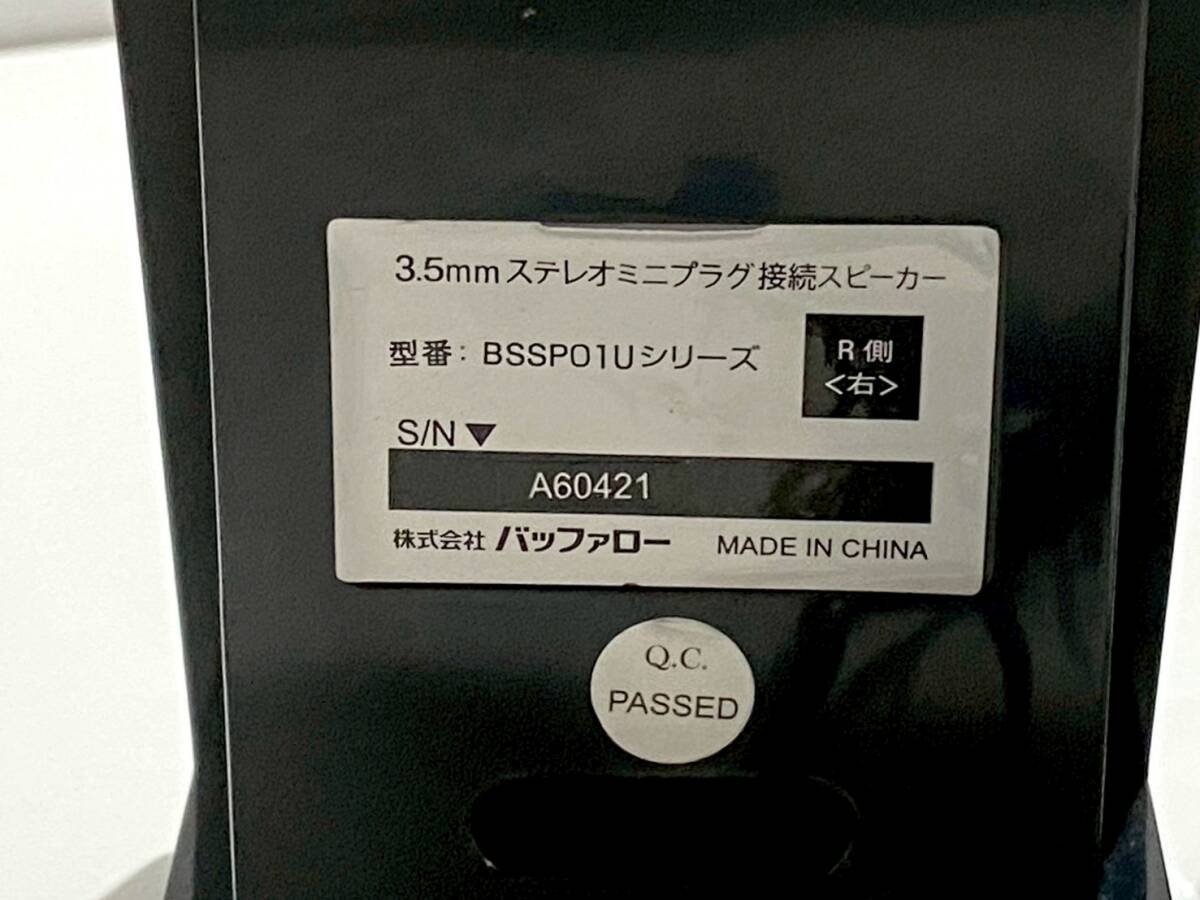 3.5mmステレオミニプラグ接続スピーカー
型番：BSSP01Uシリーズ
R 側
<右>
S/N▼
A60421
株式会社 バッファロー MADE IN CHINA
Q.C.
PASSED